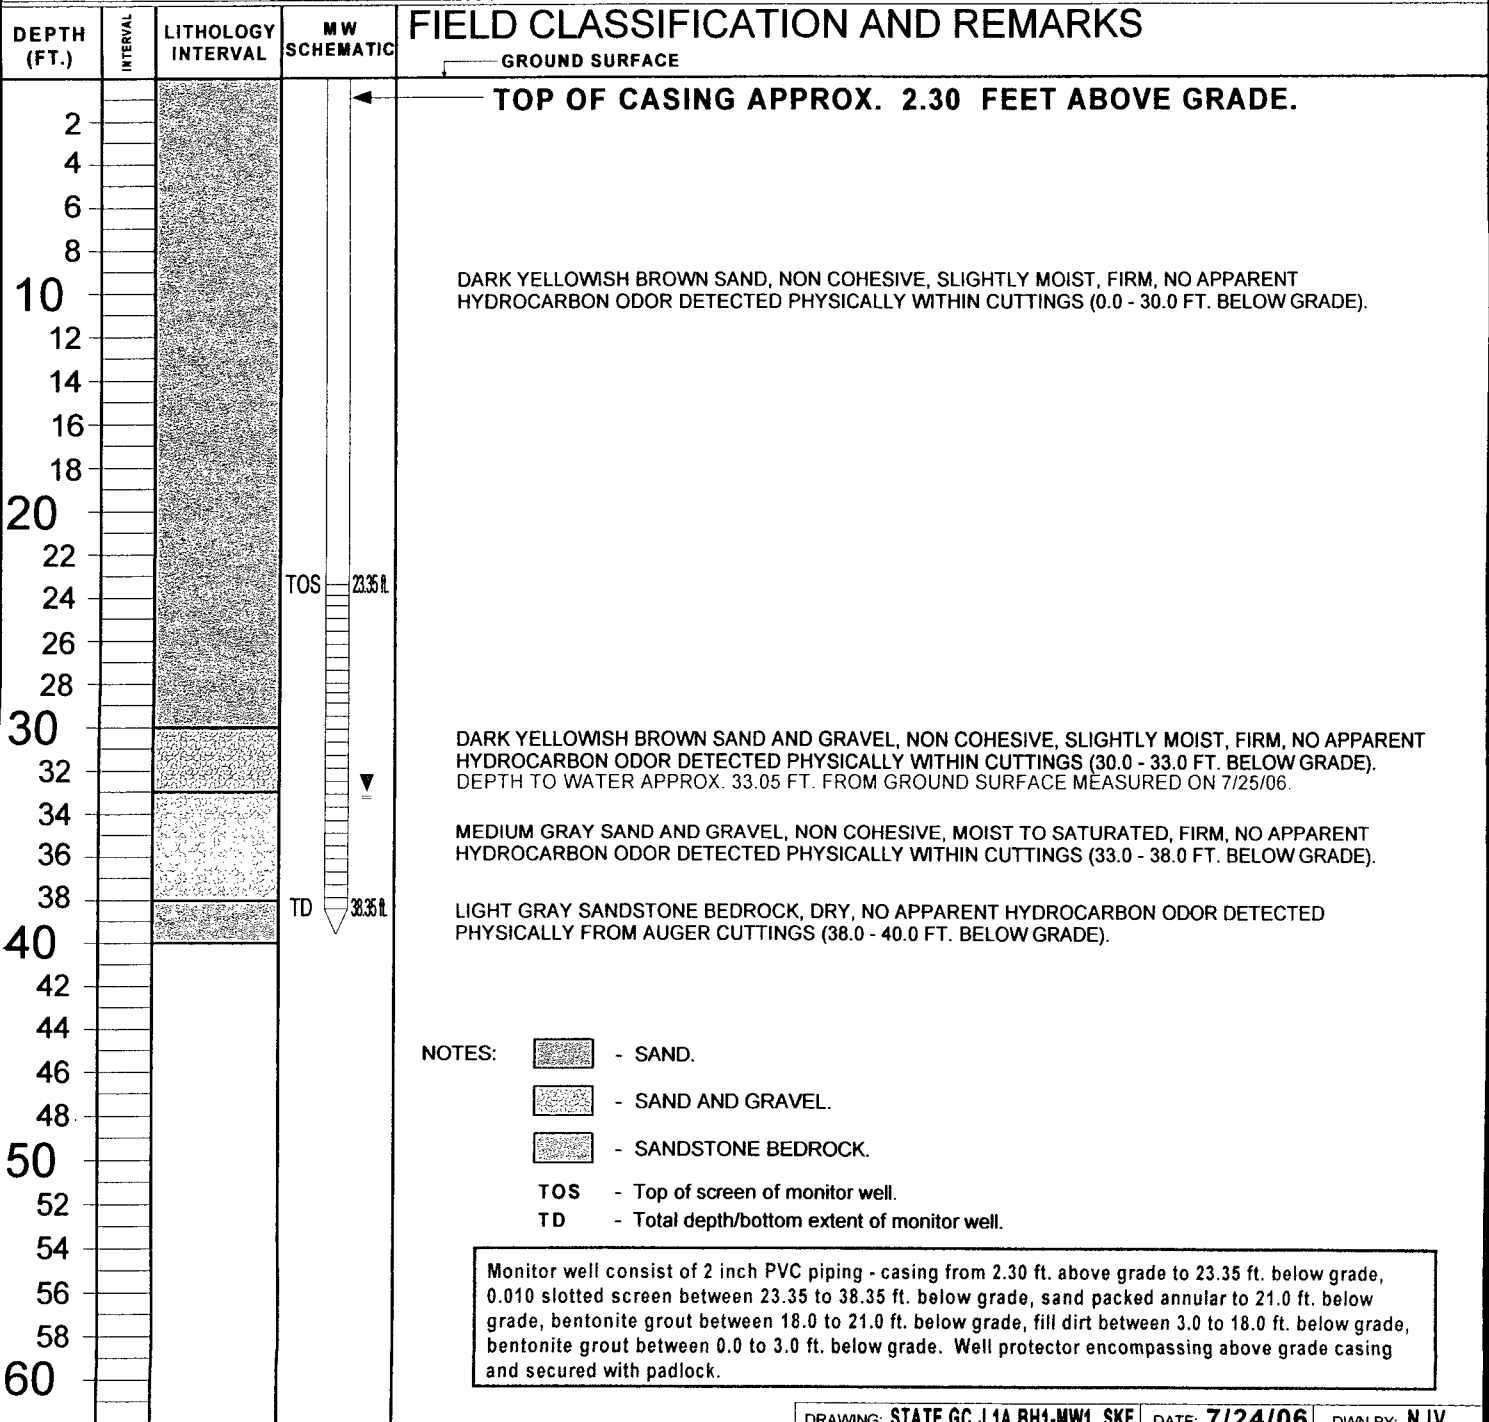 DEPTH
(FT.)
INTERVAL
LITHOLOGY
INTERVAL
MW
SCHEMATIC
FIELD CLASSIFICATION AND REMARKS
GROUND SURFACE
TOP OF CASING APPROX. 2.30 FEET ABOVE GRADE.
2
4
6
8
DARK YELLOWISH BROWN SAND, NON COHESIVE, SLIGHTLY MOIST, FIRM, NO APPARENT
10
HYDROCARBON ODOR DETECTED PHYSICALLY WITHIN CUTTINGS (0.0 - 30.0 FT. BELOW GRADE).
12
14
16
18
20
22
TOS 23.35 ft.
24
26
28
30
DARK YELLOWISH BROWN SAND AND GRAVEL, NON COHESIVE, SLIGHTLY MOIST, FIRM, NO APPARENT
HYDROCARBON ODOR DETECTED PHYSICALLY WITHIN CUTTINGS (30.0 - 33.0 FT. BELOW GRADE).
32
DEPTH TO WATER APPROX. 33.05 FT. FROM GROUND SURFACE MEASURED ON 7/25/06.
34
MEDIUM GRAY SAND AND GRAVEL, NON COHESIVE, MOIST TO SATURATED, FIRM, NO APPARENT
36
HYDROCARBON ODOR DETECTED PHYSICALLY WITHIN CUTTINGS (33.0 - 38.0 FT. BELOW GRADE).
38
TD 38.35 ft.
LIGHT GRAY SANDSTONE BEDROCK, DRY, NO APPARENT HYDROCARBON ODOR DETECTED
PHYSICALLY FROM AUGER CUTTINGS (38.0 - 40.0 FT. BELOW GRADE).
40
42
44
NOTES: - SAND.
46
- SAND AND GRAVEL.
48
- SANDSTONE BEDROCK.
50
TOS - Top of screen of monitor well.
52
TD - Total depth/bottom extent of monitor well.
54
Monitor well consist of 2 inch PVC piping - casing from 2.30 ft. above grade to 23.35 ft. below grade,
56
0.010 slotted screen between 23.35 to 38.35 ft. below grade, sand packed annular to 21.0 ft. below
grade, bentonite grout between 18.0 to 21.0 ft. below grade, fill dirt between 3.0 to 18.0 ft. below grade,
58
bentonite grout between 0.0 to 3.0 ft. below grade. Well protector encompassing above grade casing
and secured with padlock.
60
DRAWING: STATE GC J 1A BH1-MW1. SKF DATE: 7/24/06 DWN BY: NJV